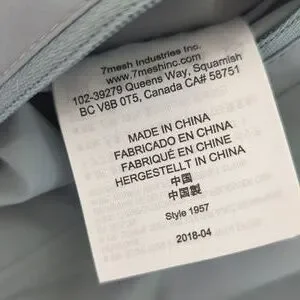 7mesh Industries Inc.
www.7meshinc.com
102-39279 Queens Way, Squamish
BC V8B 0T5, Canada CA# 58751
MADE IN CHINA
FABRICADO EN CHINA
FABRIQUÉ EN CHINE
HERGESTELLT IN CHINA
中国
中国製
Style 1957
2018-04